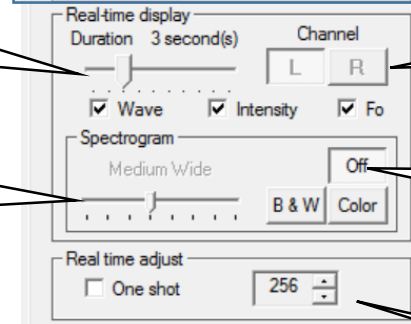 Real-time display
Duration 3 second(s) Channel
L R
Wave Intensity Fo
Spectrogram
Medium Wide Off
B & W Color
Real time adjust
One shot 256